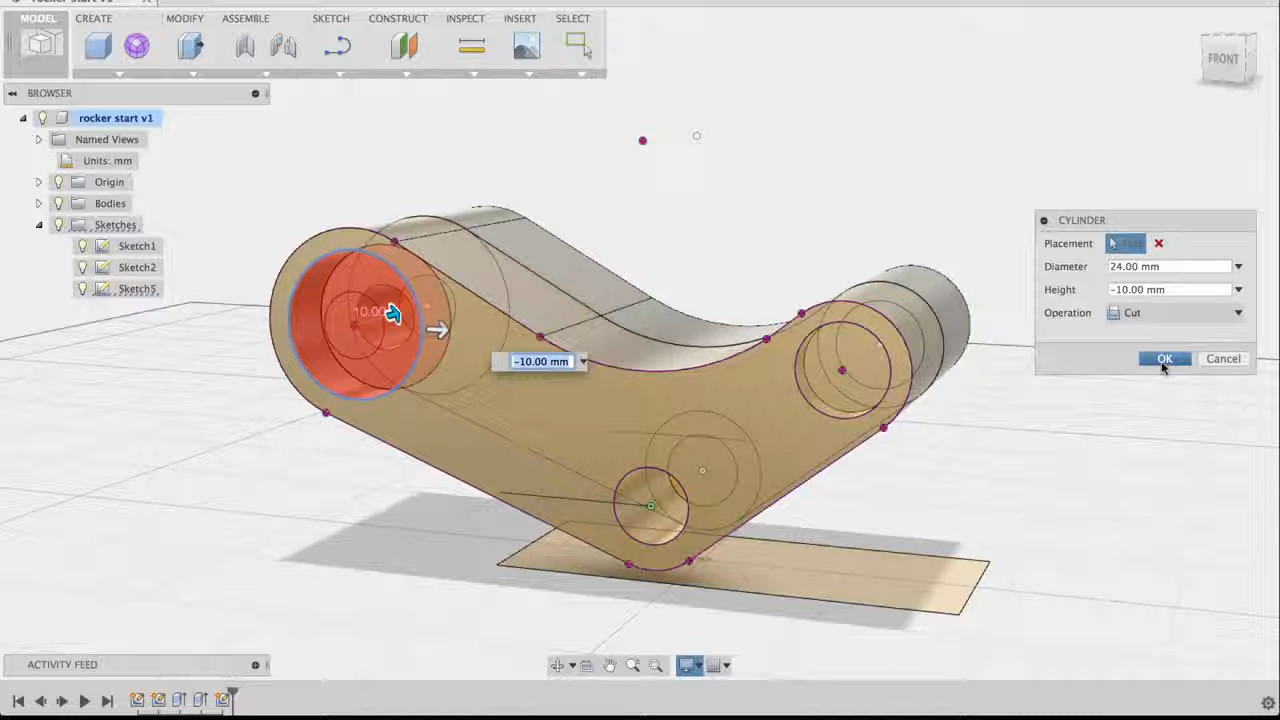 rocker start v1
MODEL
CREATE
MODIFY
ASSEMBLE
SKETCH
CONSTRUCT
INSPECT
INSERT
SELECT
FRONT
BROWSER
rocker start v1
Named Views
Units: mm
Origin
Bodies
Sketches
Sketch1
Sketch2
Sketch5
-10.00 mm
CYLINDER
Placement
Diameter
24.00 mm
Height
-10.00 mm
Operation
Cut
OK
Cancel
ACTIVITY FEED